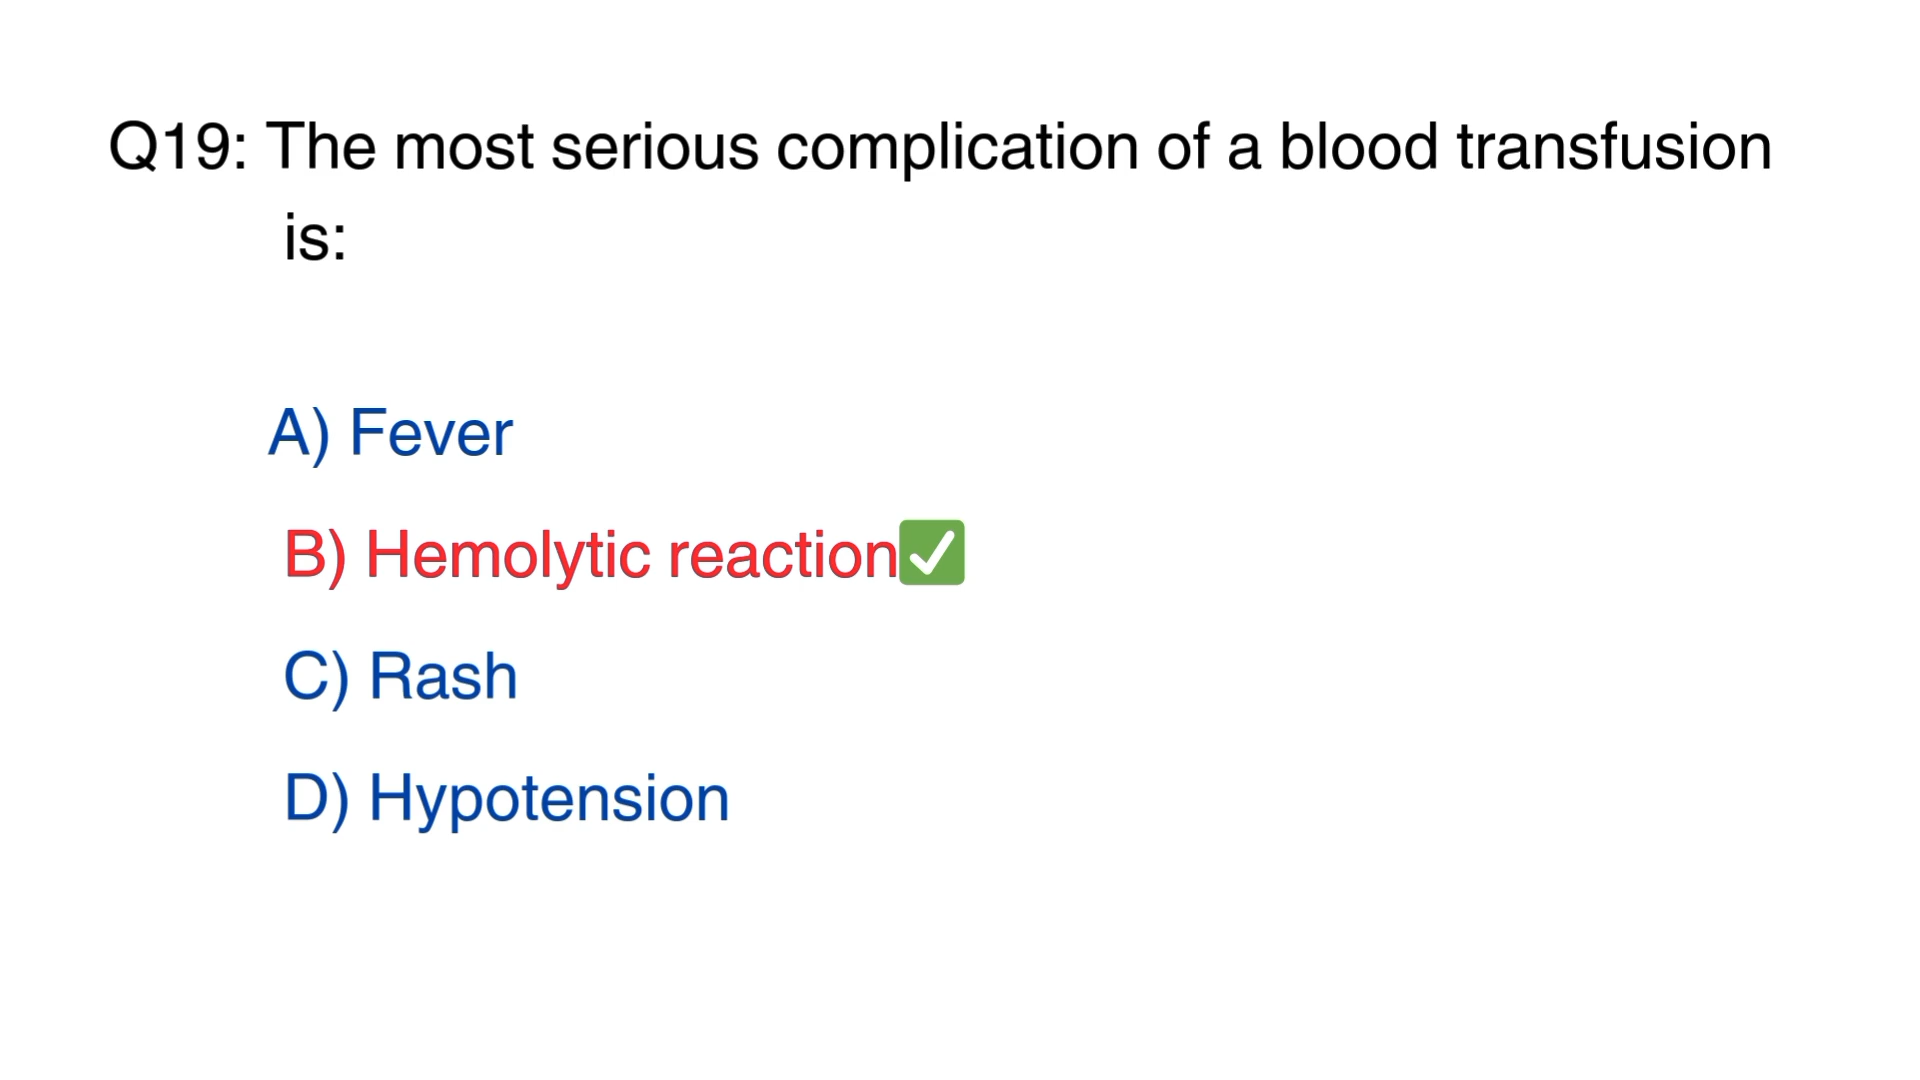 Q19: The most serious complication of a blood transfusion
is:
A) Fever
B) Hemolytic reaction✅
C) Rash
D) Hypotension